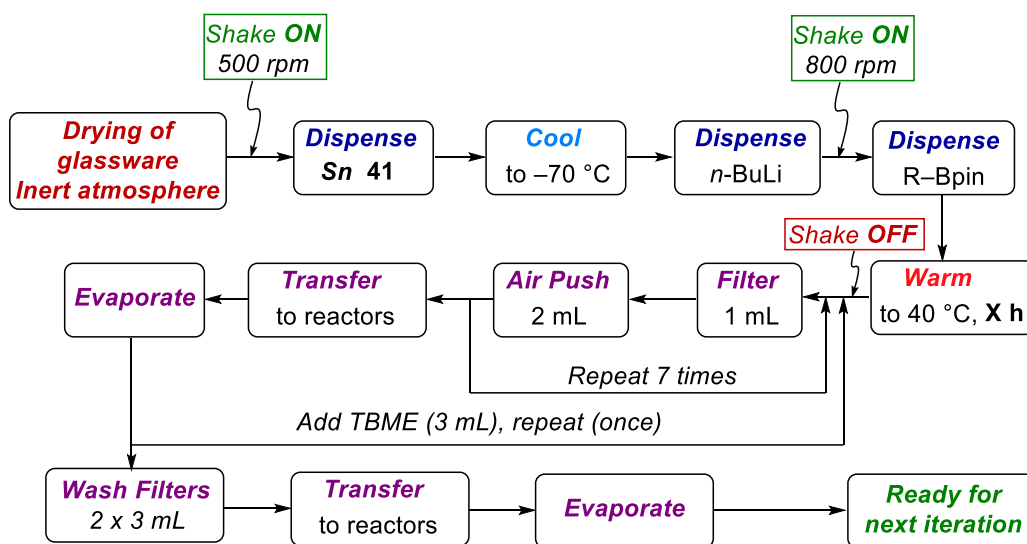 Shake ON
500 rpm
Shake ON
800 rpm
Drying of
glassware
Inert atmosphere
Dispense
Sn 41
Cool
to –70 °C
Dispense
n-BuLi
Dispense
R–Bpin
Shake OFF
Evaporate
Transfer
to reactors
Air Push
2 mL
Filter
1 mL
Warm
to 40 °C, X h
Repeat 7 times
Add TBME (3 mL), repeat (once)
Wash Filters
2 x 3 mL
Transfer
to reactors
Evaporate
Ready for
next iteration